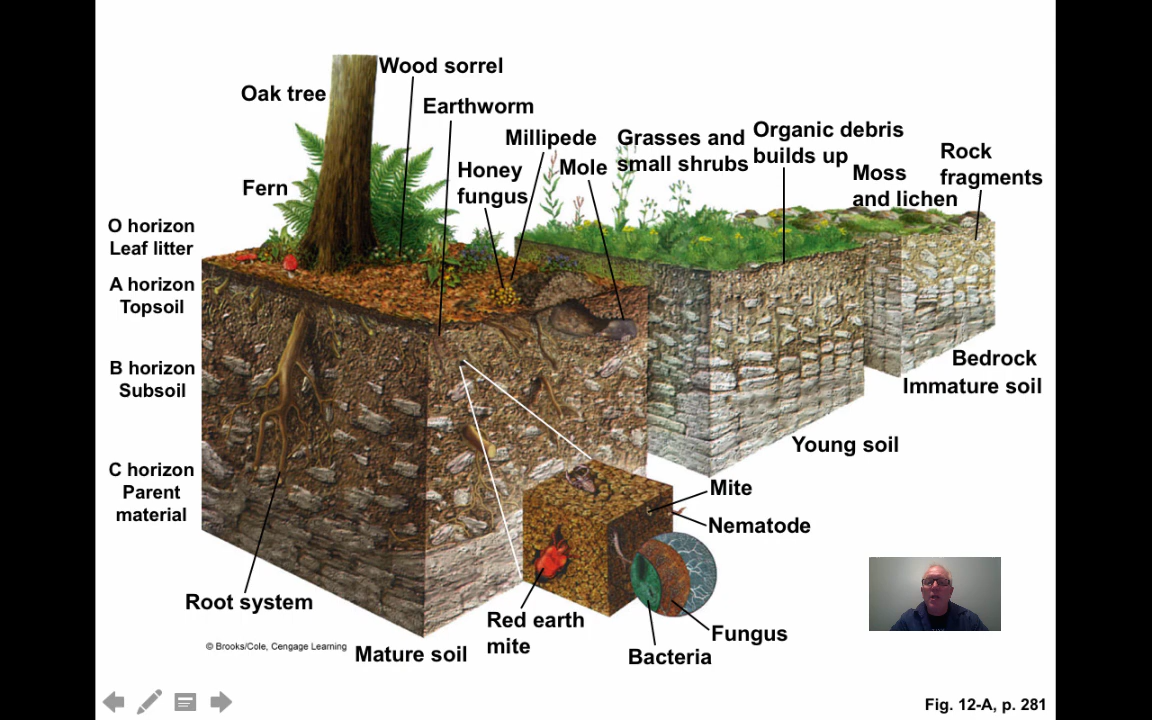 Wood sorrel
Oak tree
Earthworm
Millipede
Grasses and
small shrubs
Organic debris
builds up
Honey
fungus
Mole
Moss
and lichen
Rock
fragments
Fern
O horizon
Leaf litter
A horizon
Topsoil
B horizon
Subsoil
C horizon
Parent
material
Bedrock
Immature soil
Young soil
Mite
Nematode
Root system
Red earth
mite
Fungus
Bacteria
© Brooks/Cole, Cengage Learning
Mature soil
Fig. 12-A, p. 281